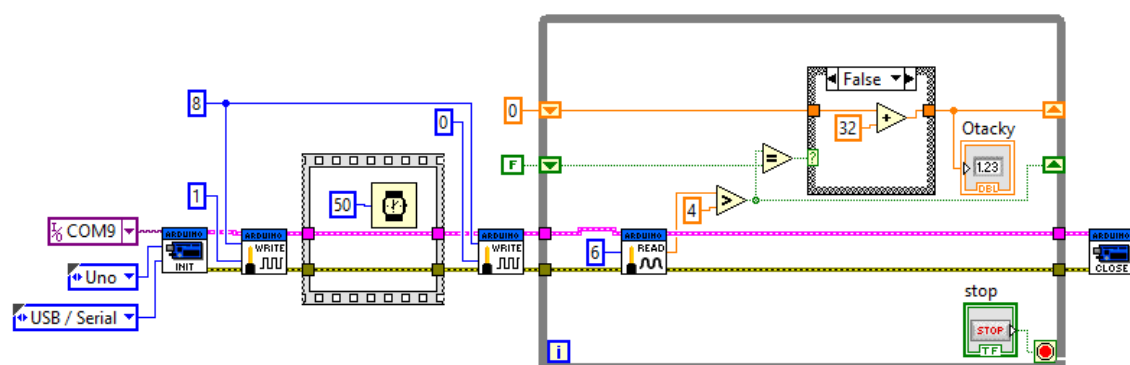 False
8
0
0
32
+
Otacky
1.23
DBL
F
=
?
50
1
4
>
I/O COM9
ARDUINO
INIT
ARDUINO
WRITE
ARDUINO
WRITE
6
ARDUINO
READ
ARDUINO
CLOSE
Uno
USB / Serial
stop
STOP
TF
i